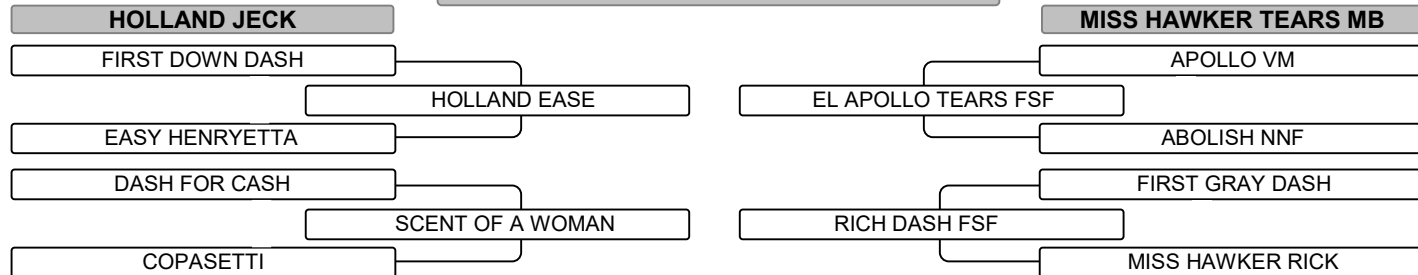 HOLLAND JECK
MISS HAWKER TEARS MB
FIRST DOWN DASH
APOLLO VM
HOLLAND EASE
EL APOLLO TEARS FSF
EASY HENRYETTA
ABOLISH NNF
DASH FOR CASH
FIRST GRAY DASH
SCENT OF A WOMAN
RICH DASH FSF
COPASETTI
MISS HAWKER RICK